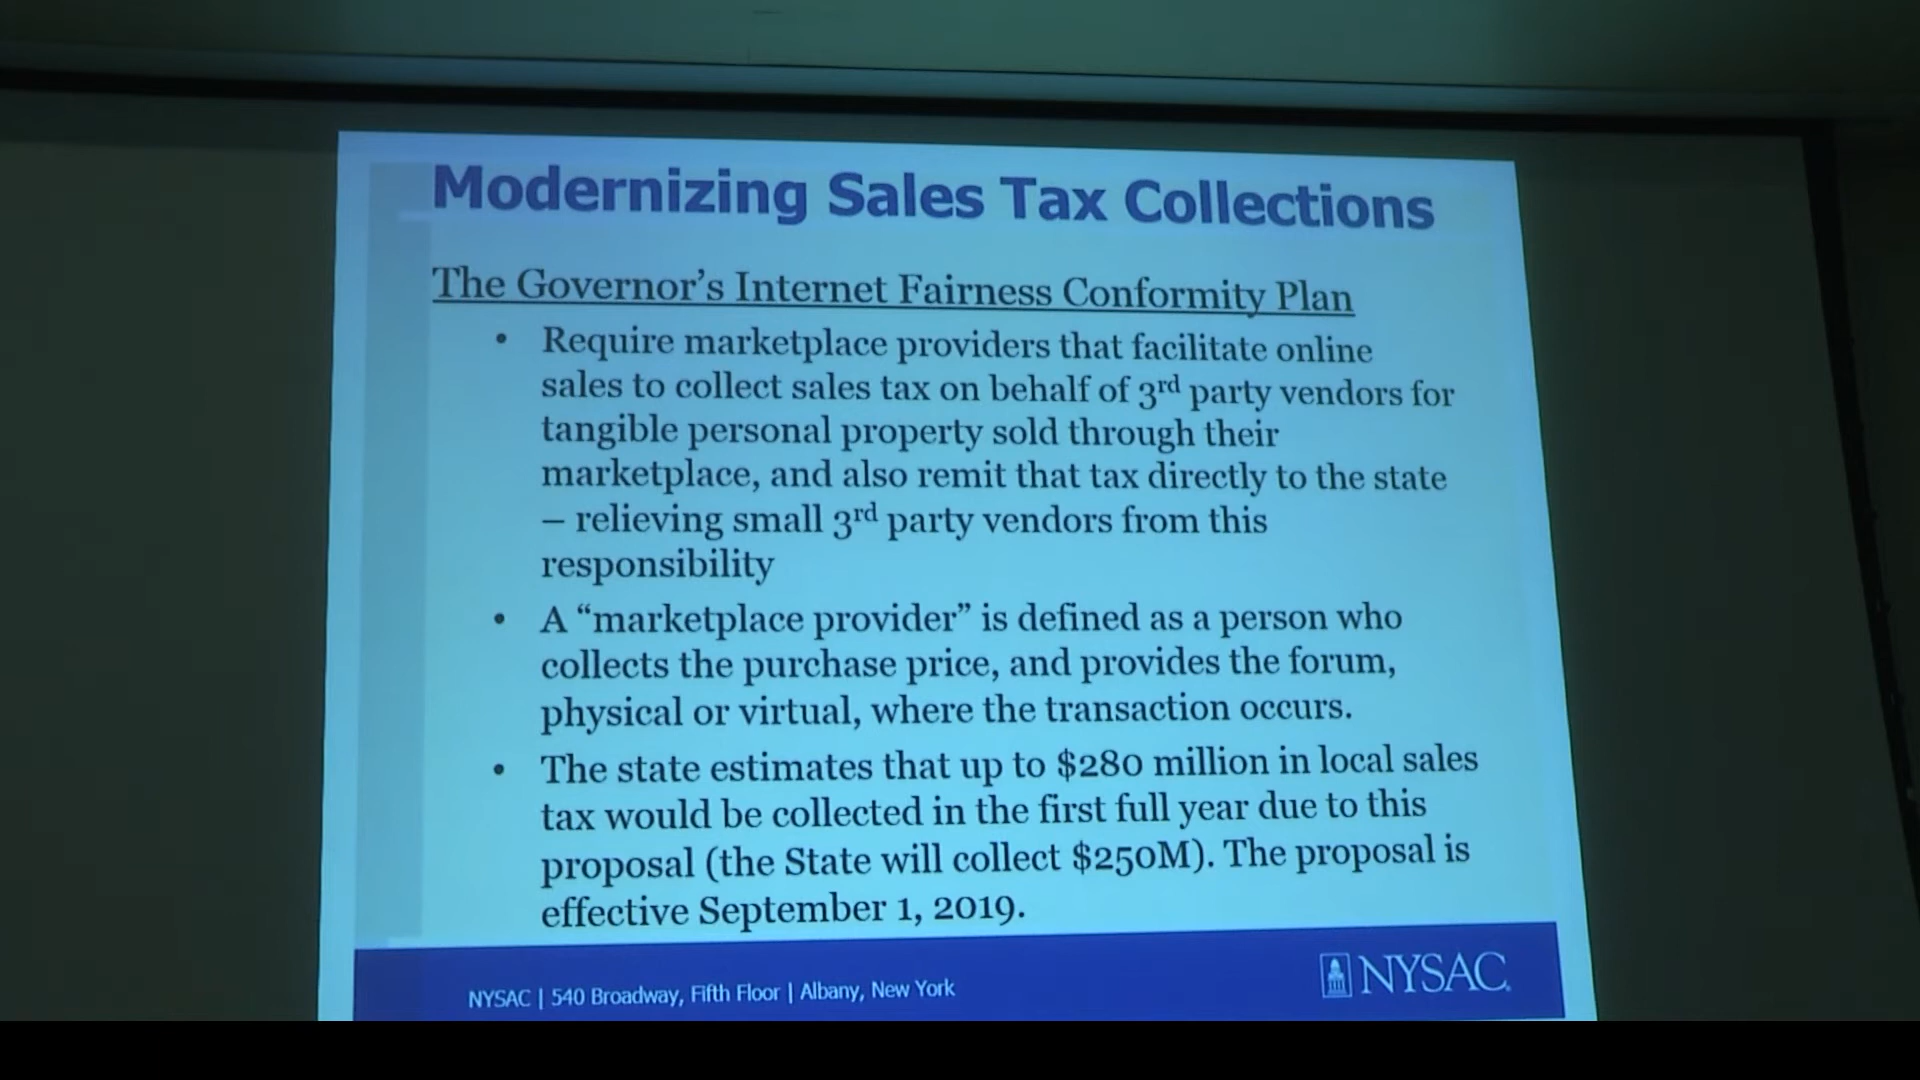 Modernizing Sales Tax Collections
The Governor's Internet Fairness Conformity Plan
• Require marketplace providers that facilitate online
sales to collect sales tax on behalf of 3rd party vendors for
tangible personal property sold through their
marketplace, and also remit that tax directly to the state
– relieving small 3rd party vendors from this
responsibility
• A “marketplace provider” is defined as a person who
collects the purchase price, and provides the forum,
physical or virtual, where the transaction occurs.
• The state estimates that up to $280 million in local sales
tax would be collected in the first full year due to this
proposal (the State will collect $250M). The proposal is
effective September 1, 2019.
NYSAC | 540 Broadway, Fifth Floor | Albany, New York
NYSAC